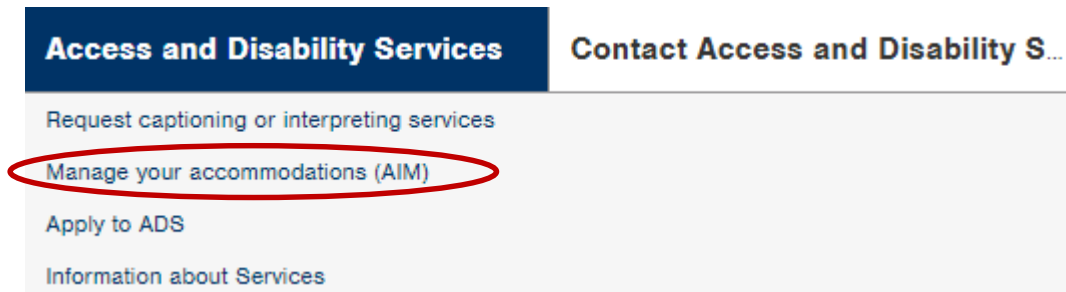 Access and Disability Services
Contact Access and Disability S...
Request captioning or interpreting services
Manage your accommodations (AIM)
Apply to ADS
Information about Services